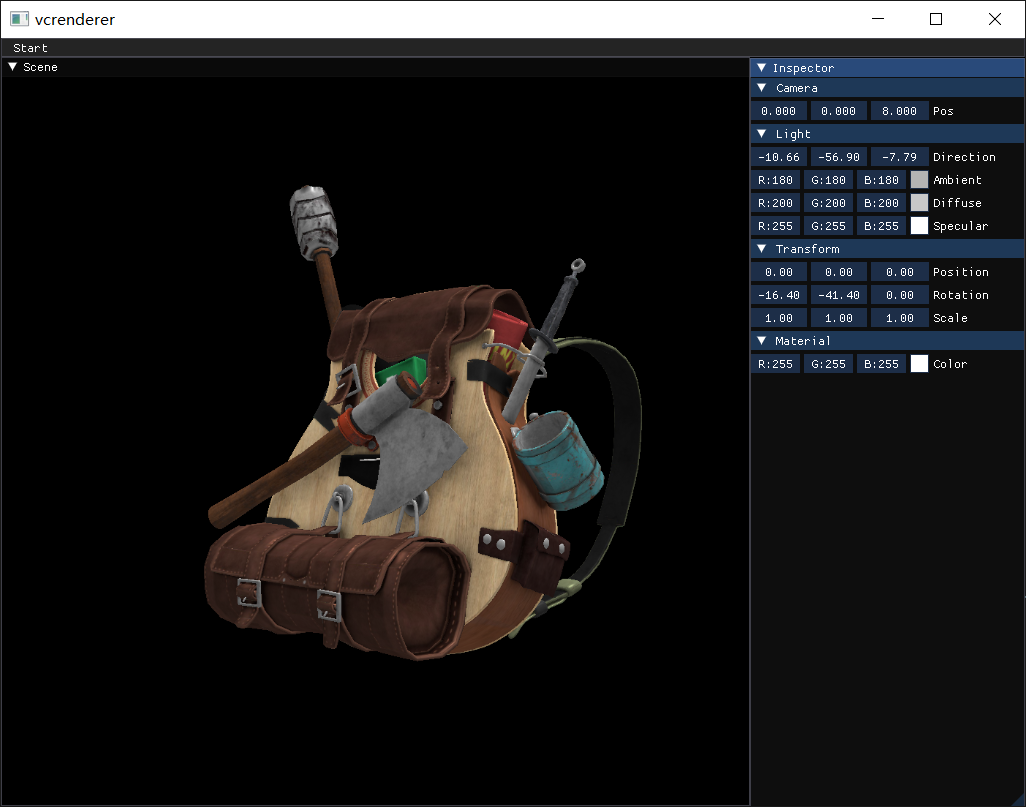 vcrenderer
Start
Scene
Inspector
Camera
0.000 0.000 8.000 Pos
Light
-10.66 -56.90 -7.79 Direction
R:180 G:180 B:180 Ambient
R:200 G:200 B:200 Diffuse
R:255 G:255 B:255 Specular
Transform
0.00 0.00 0.00 Position
-16.40 -41.40 0.00 Rotation
1.00 1.00 1.00 Scale
Material
R:255 G:255 B:255 Color